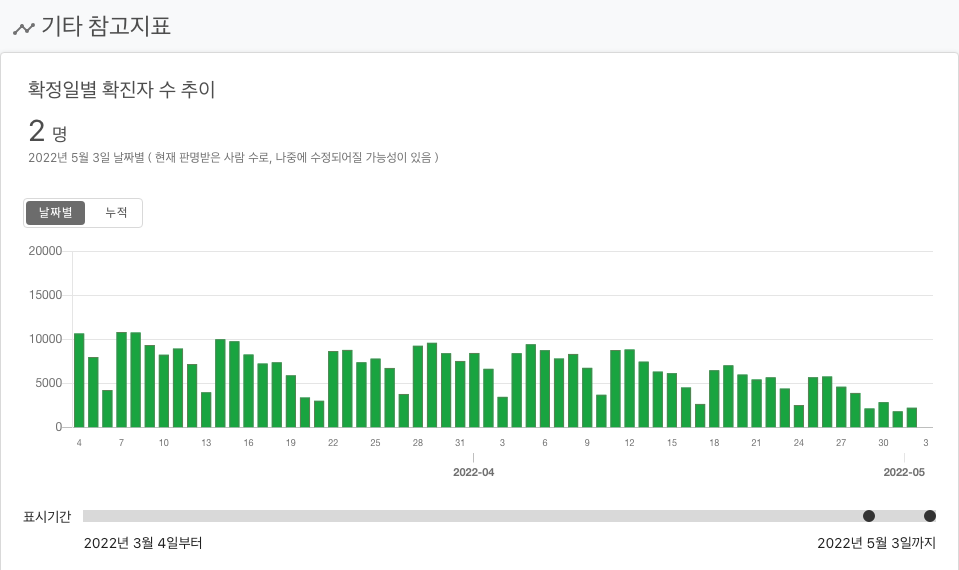 기타 참고지표
확정일별 확진자 수 추이
2 명
2022년 5월 3일 날짜별 ( 현재 판명받은 사람 수로, 나중에 수정되어질 가능성이 있음 )
날짜별 누적
20000
15000
10000
5000
0
4 7 10 13 16 19 22 25 28 31 3 6 9 12 15 18 21 24 27 30 3
2022-04 2022-05
표시기간
2022년 3월 4일부터 2022년 5월 3일까지